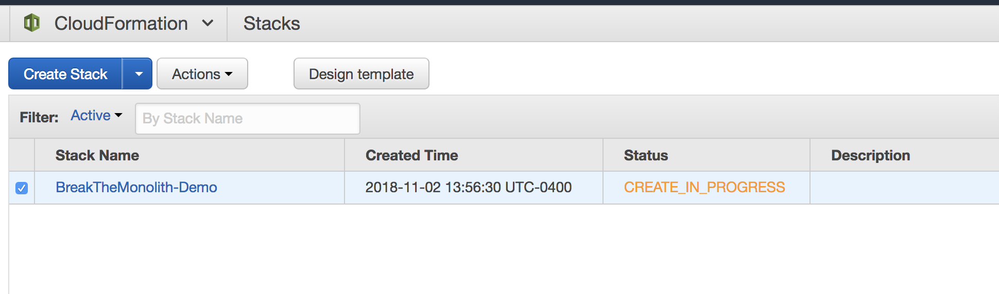 CloudFormation Stacks
Create Stack Actions Design template
Filter: Active By Stack Name
Stack Name Created Time Status Description
BreakTheMonolith-Demo 2018-11-02 13:56:30 UTC-0400 CREATE_IN_PROGRESS